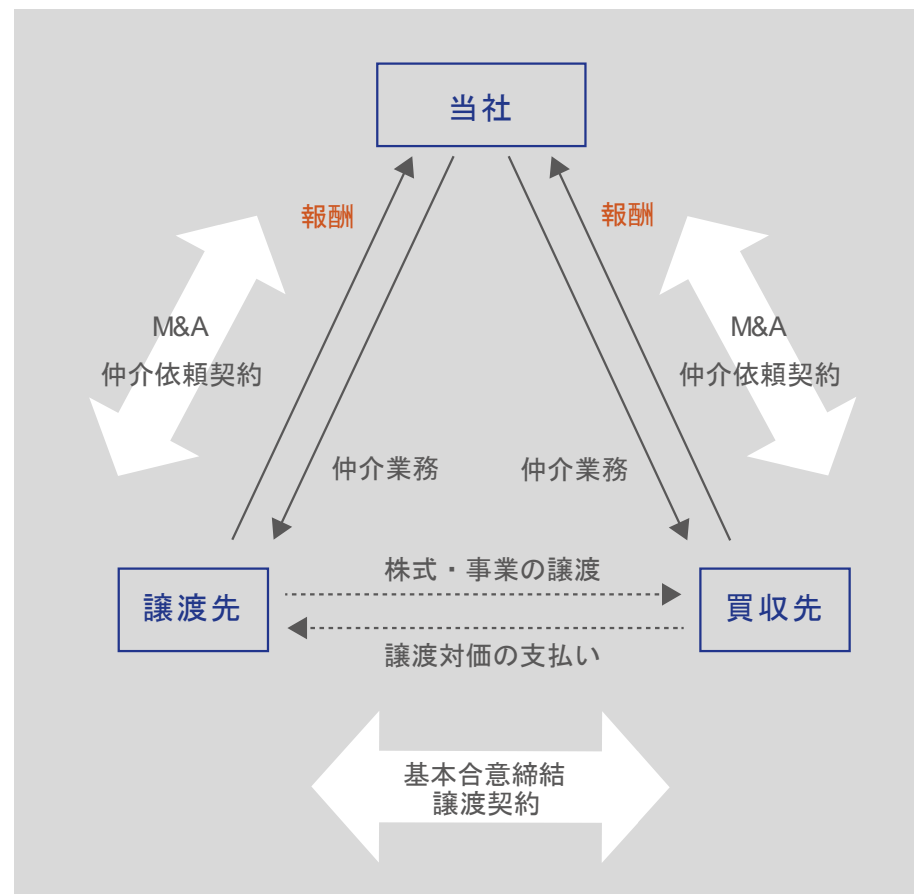 当社
報酬
報酬
M&A
仲介依頼契約
M&A
仲介依頼契約
仲介業務
仲介業務
株式・事業の譲渡
譲渡先
買収先
譲渡対価の支払い
基本合意締結
譲渡契約